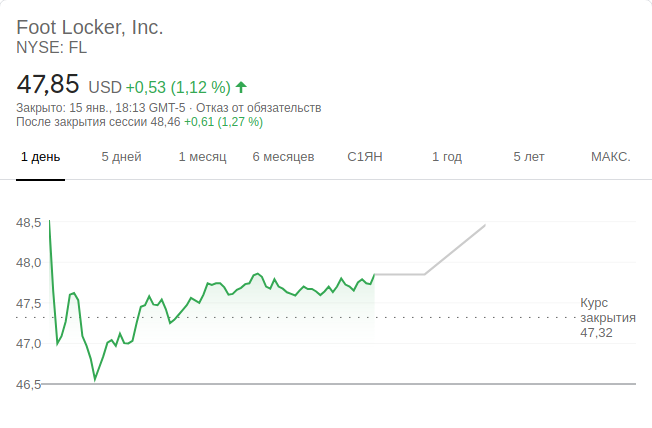 Foot Locker, Inc.
NYSE: FL
47,85 USD +0,53 (1,12 %)
Закрыто: 15 янв., 18:13 GMT-5 · Отказ от обязательств
После закрытия сессии 48,46 +0,61 (1,27 %)
1 день 5 дней 1 месяц 6 месяцев С1ЯН 1 год 5 лет МАКС.
48,5
48,0
47,5
47,0
46,5
Курс
закрытия
47,32